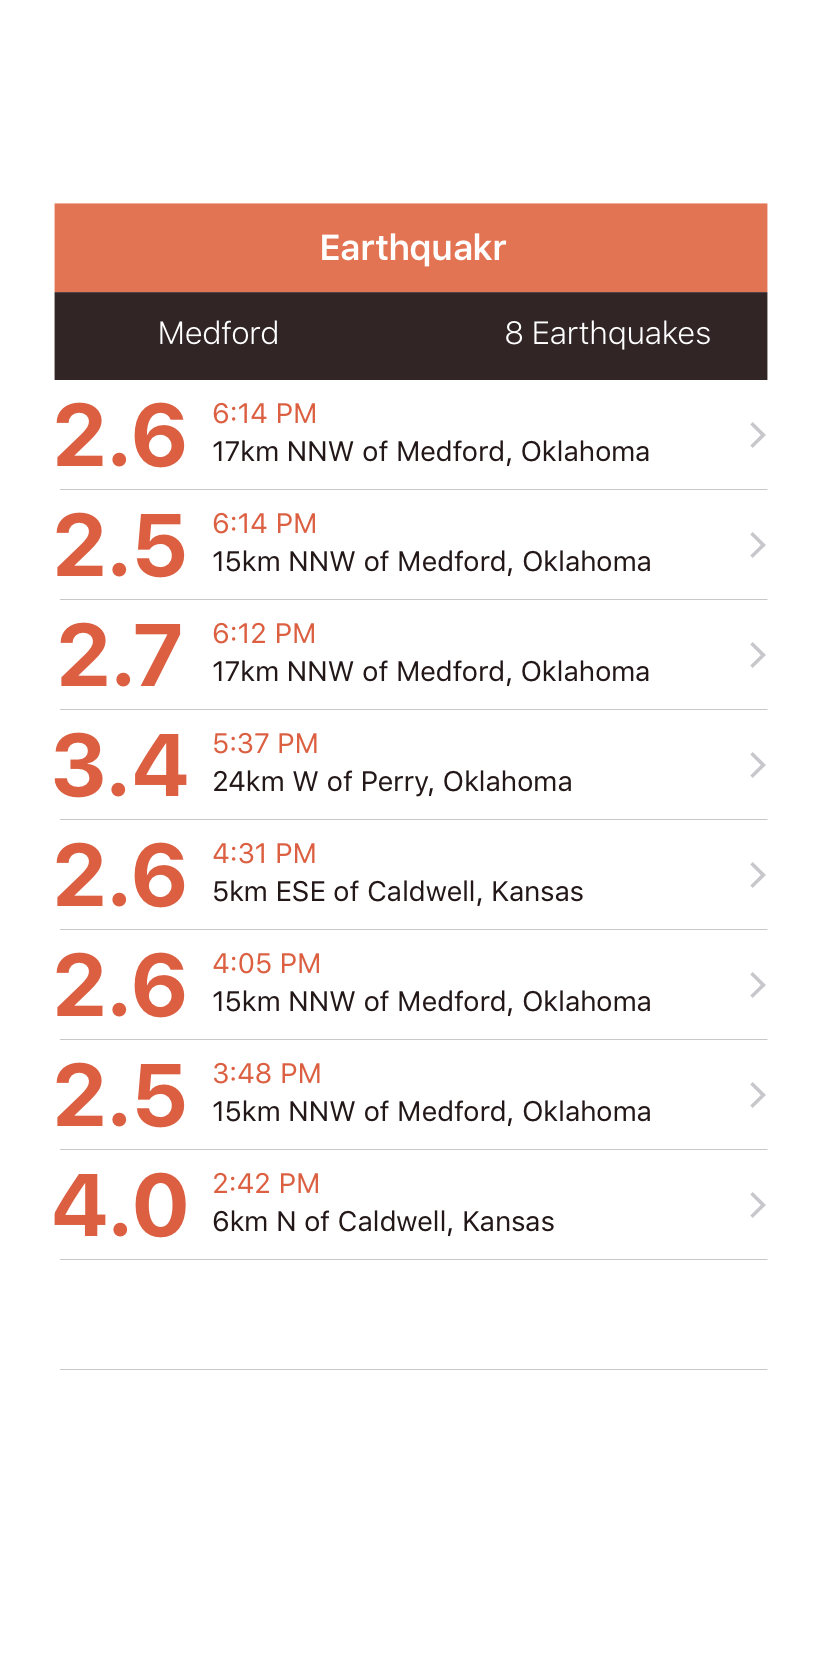 Earthquakr
Medford 8 Earthquakes
2.6 6:14 PM
17km NNW of Medford, Oklahoma
2.5 6:14 PM
15km NNW of Medford, Oklahoma
2.7 6:12 PM
17km NNW of Medford, Oklahoma
3.4 5:37 PM
24km W of Perry, Oklahoma
2.6 4:31 PM
5km ESE of Caldwell, Kansas
2.6 4:05 PM
15km NNW of Medford, Oklahoma
2.5 3:48 PM
15km NNW of Medford, Oklahoma
4.0 2:42 PM
6km N of Caldwell, Kansas